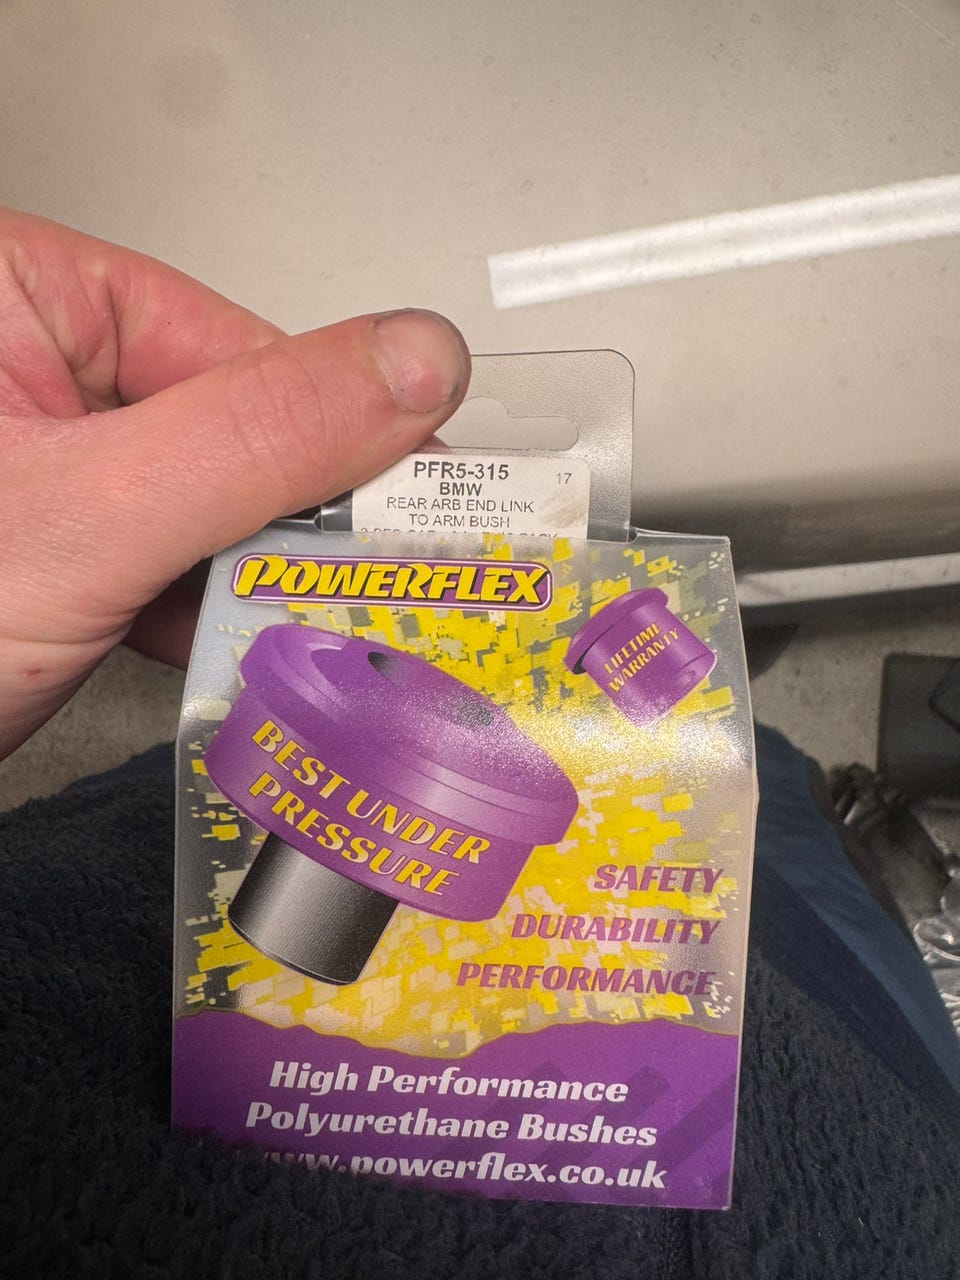 PFR5-315
17
BMW
REAR ARB END LINK
TO ARM BUSH
POWERFLEX
LIFETIME
WARRANTY
BEST UNDER
PRESSURE
SAFETY
DURABILITY
PERFORMANCE
High Performance
Polyurethane Bushes
www.powerflex.co.uk